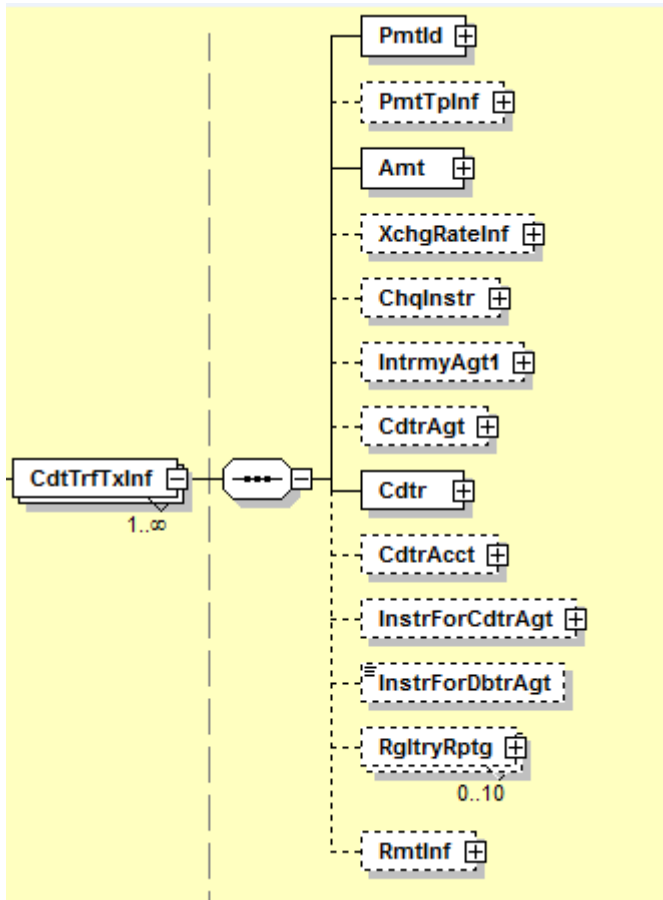 PmtId
PmtTpInf
Amt
XchgRateInf
ChqInstr
IntrmyAgt1
CdtrAgt
CdtTrfTxInf
1..∞
Cdtr
CdtrAcct
InstrForCdtrAgt
InstrForDbtrAgt
RgltryRptg
0..10
RmtInf